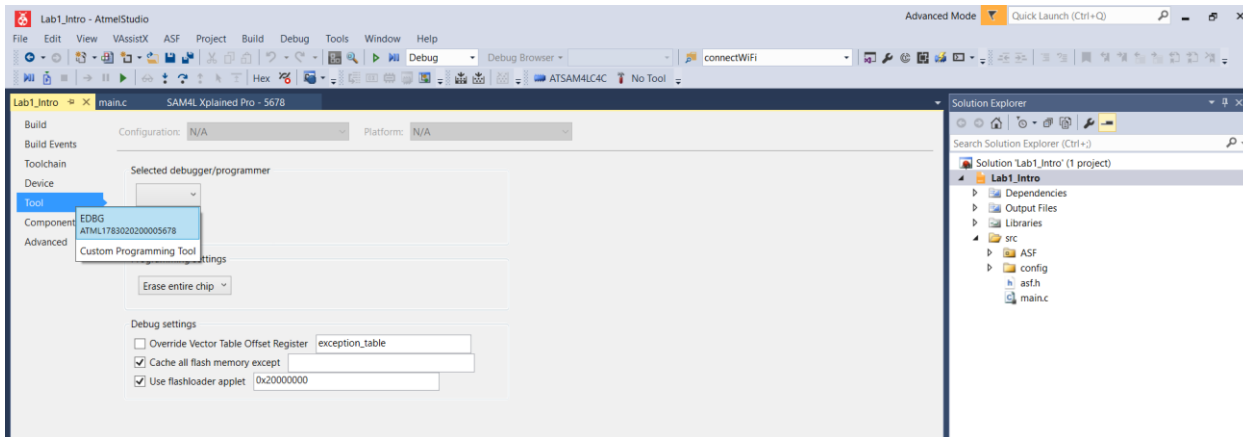 Lab1_Intro - AtmelStudio
Advanced Mode
Quick Launch (Ctrl+Q)
File Edit View VAssistX ASF Project Build Debug Tools Window Help
Debug
Debug Browser
connectWiFi
Hex
ATSAM4LC4C
No Tool
Lab1_Intro
main.c
SAM4L Xplained Pro - 5678
Build
Build Events
Toolchain
Device
Tool
Component
Advanced
Configuration: N/A
Platform: N/A
Selected debugger/programmer
EDBG
ATML1783020200005678
Custom Programming Tool
Erase entire chip
Debug settings
Override Vector Table Offset Register exception_table
Cache all flash memory except
Use flashloader applet 0x20000000
Solution Explorer
Search Solution Explorer (Ctrl+;)
Solution 'Lab1_Intro' (1 project)
Lab1_Intro
Dependencies
Output Files
Libraries
src
ASF
config
asf.h
main.c